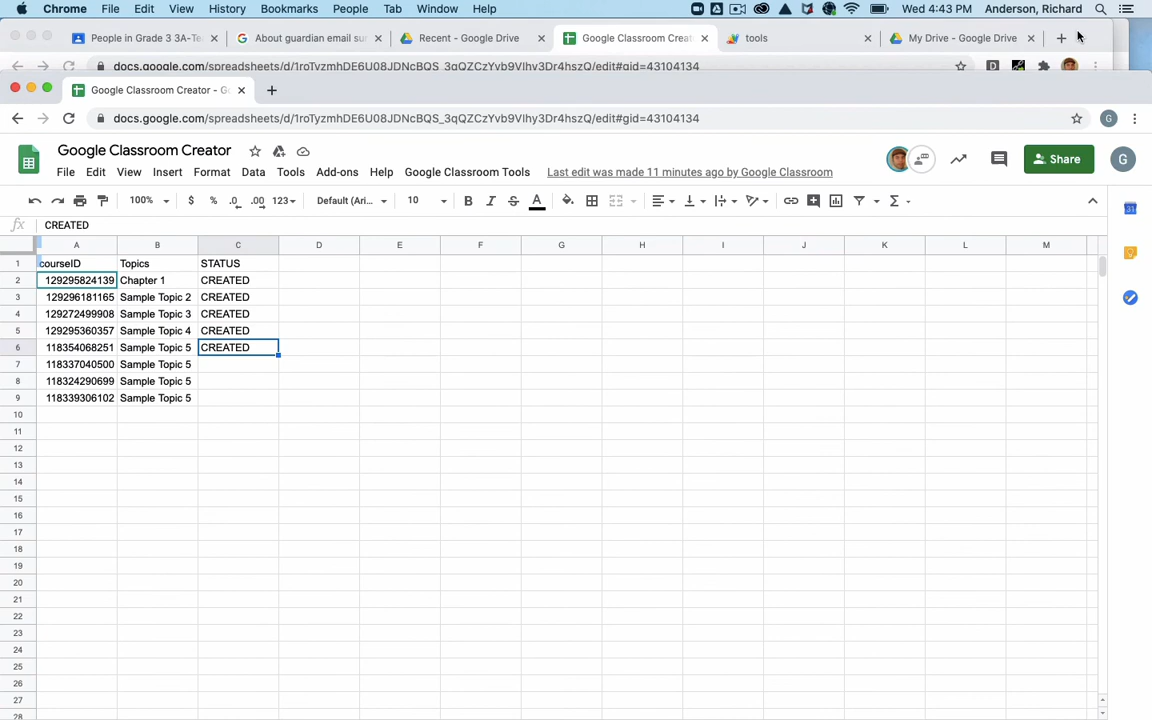 Chrome File Edit View History Bookmarks People Tab Window Help Wed 4:43 PM Anderson, Richard
People in Grade 3 3A-Te About guardian email su Recent - Google Drive Google Classroom Creat tools My Drive - Google Drive
docs.google.com/spreadsheets/d/1roTyzmhDE6U08JDNcBQS_3qQZCzYvb9VIhy3Dr4hszQ/edit#gid=43104134
Google Classroom Creator - Go
docs.google.com/spreadsheets/d/1roTyzmhDE6U08JDNcBQS_3qQZCzYvb9VIhy3Dr4hszQ/edit#gid=43104134
Google Classroom Creator
Share G
File Edit View Insert Format Data Tools Add-ons Help Google Classroom Tools Last edit was made 11 minutes ago by Google Classroom
100% $ % .0 .00 123 Default (Ari... 10 B I S A
fx CREATED
A B C D E F G H I J K L M
1 courseID Topics STATUS
2 129295824139 Chapter 1 CREATED
3 129296181165 Sample Topic 2 CREATED
4 129272499908 Sample Topic 3 CREATED
5 129295360357 Sample Topic 4 CREATED
6 118354068251 Sample Topic 5 CREATED
7 118337040500 Sample Topic 5
8 118324290699 Sample Topic 5
9 118339306102 Sample Topic 5
10
11
12
13
14
15
16
17
18
19
20
21
22
23
24
25
26
27
28